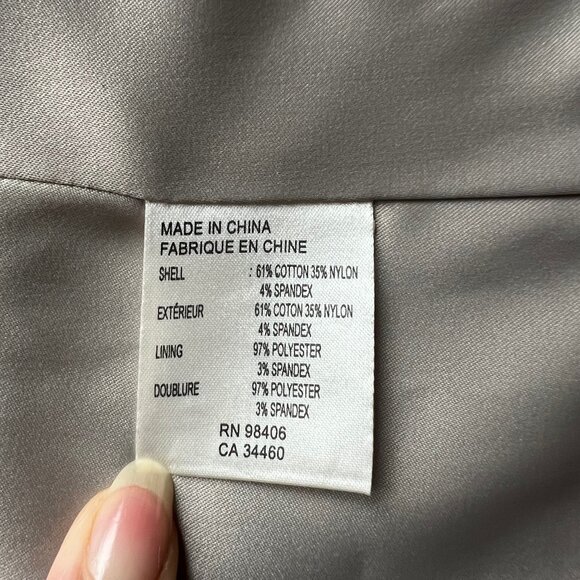 MADE IN CHINA
FABRIQUE EN CHINE
SHELL : 61% COTTON 35% NYLON
4% SPANDEX
EXTÉRIEUR 61% COTON 35% NYLON
4% SPANDEX
LINING 97% POLYESTER
3% SPANDEX
DOUBLURE 97% POLYESTER
3% SPANDEX
RN 98406
CA 34460